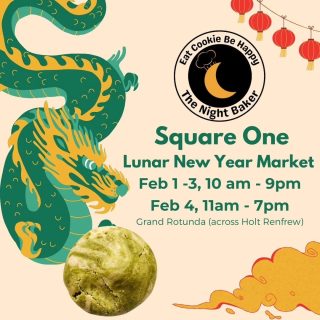 Eat Cookie Be Happy
The Night Baker
Square One
Lunar New Year Market
Feb 1 -3, 10 am - 9pm
Feb 4, 11am - 7pm
Grand Rotunda (across Holt Renfrew)